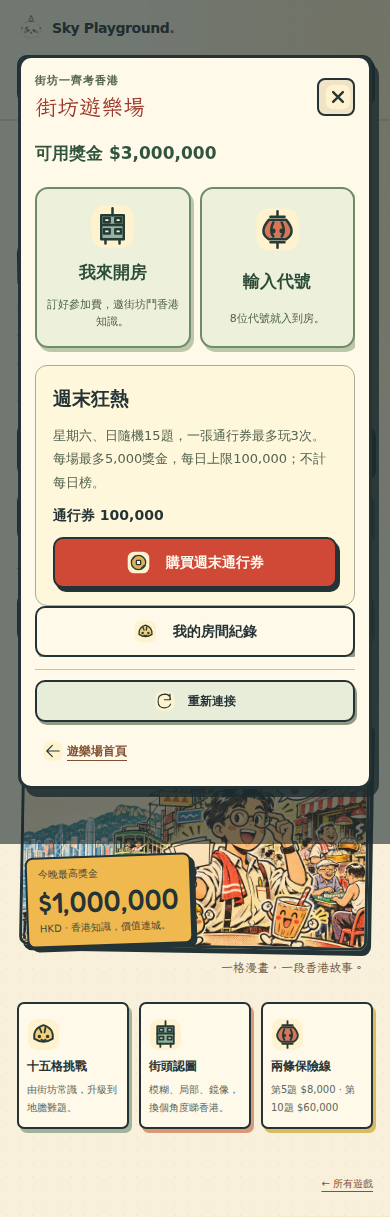 Sky Playground.
街坊一齊考香港
街坊遊樂場
可用獎金 $3,000,000
我來開房
訂好參加費，邀街坊鬥香港
知識。
輸入代號
8位代號就入到房。
週末狂熱
星期六、日隨機15題，一張通行券最多玩3次。
每場最多5,000獎金，每日上限100,000；不計
每日榜。
通行券 100,000
購買週末通行券
我的房間紀錄
重新連接
遊樂場首頁
今晚最高獎金
$1,000,000
HKD · 香港知識，價值連城。
一格漫畫，一段香港故事。
十五格挑戰
由街坊常識，升級到
地膽難題。
街頭認圖
模糊、局部、鏡像，
換個角度睇香港。
兩條保險線
第5題 $8,000 · 第
10題 $60,000
← 所有遊戲